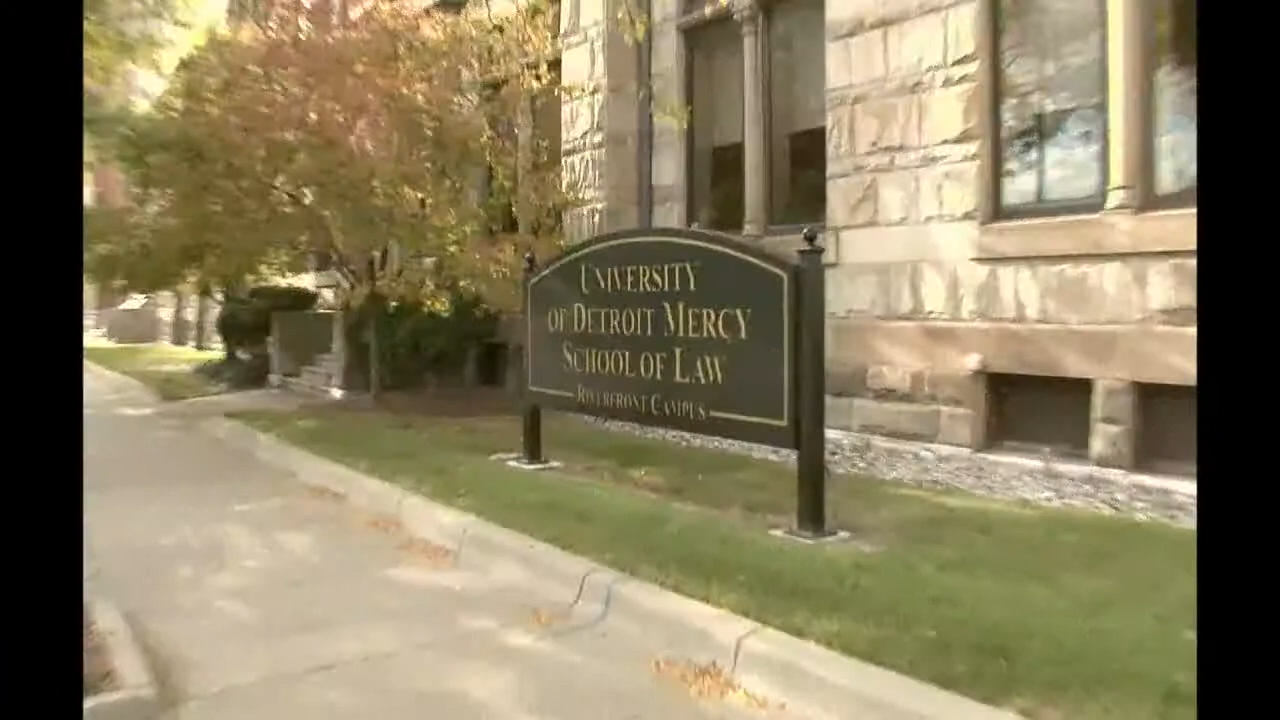 University
of Detroit Mercy
School of Law
Riverfront Campus